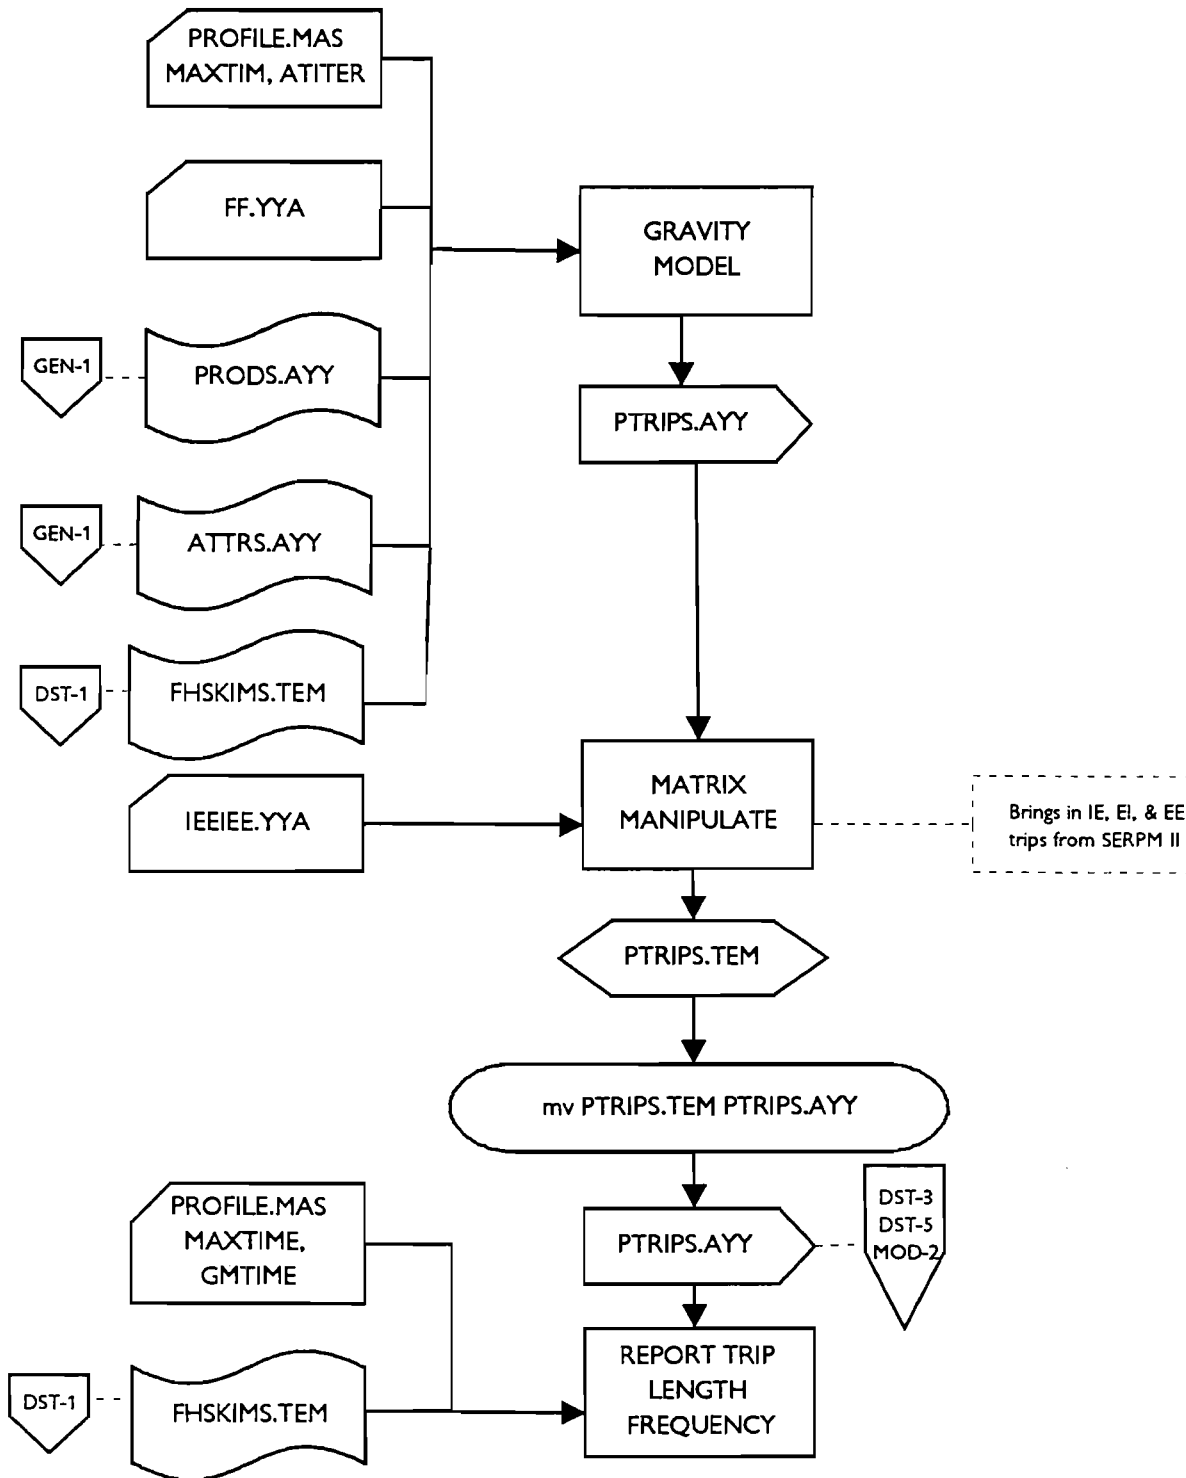 PROFILE.MAS
MAXTIM, ATITER
FF.YYA
GRAVITY
MODEL
GEN-1
PRODS.AYY
PTRIPS.AYY
GEN-1
ATTRS.AYY
DST-1
FHSKIMS.TEM
MATRIX
MANIPULATE
IEEIEE.YYA
Brings in IE, EI, & EE
trips from SERPM II
PTRIPS.TEM
mv PTRIPS.TEM PTRIPS.AYY
PROFILE.MAS
MAXTIME,
GMTIME
PTRIPS.AYY
DST-3
DST-5
MOD-2
REPORT TRIP
LENGTH
FREQUENCY
DST-1
FHSKIMS.TEM